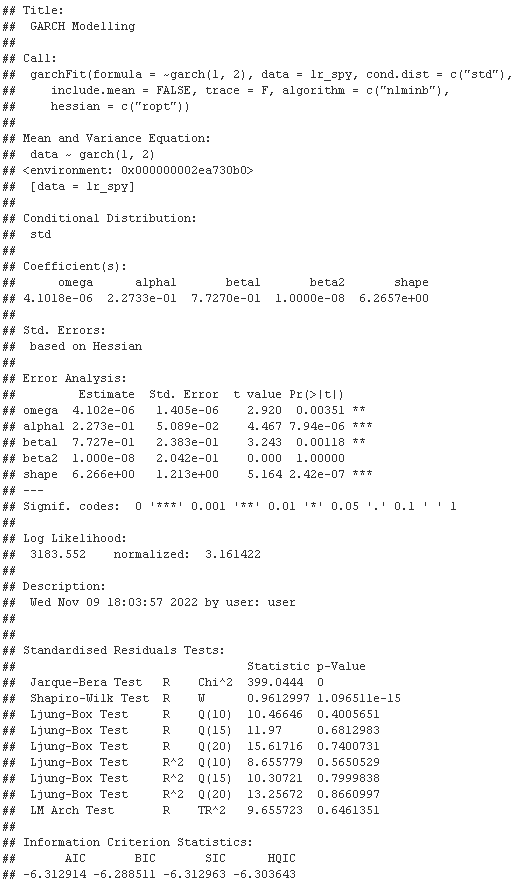 ## Title:
##  GARCH Modelling
##
## Call:
##  garchFit(formula = ~garch(1, 2), data = lr_spy, cond.dist = c("std"),
##     include.mean = FALSE, trace = F, algorithm = c("nlminb"),
##     hessian = c("ropt"))
##
## Mean and Variance Equation:
##  data ~ garch(1, 2)
## <environment: 0x000000002ea730b0>
##  [data = lr_spy]
##
## Conditional Distribution:
##  std
##
## Coefficient(s):
##      omega      alpha1       beta1       beta2       shape
## 4.1018e-06  2.2733e-01  7.7270e-01  1.0000e-08  6.2657e+00
##
## Std. Errors:
##  based on Hessian
##
## Error Analysis:
##         Estimate  Std. Error  t value Pr(>|t|)
## omega  4.102e-06   1.405e-06    2.920  0.00351 **
## alpha1 2.273e-01   5.089e-02    4.467 7.94e-06 ***
## beta1  7.727e-01   2.383e-01    3.243  0.00118 **
## beta2  1.000e-08   2.042e-01    0.000  1.00000
## shape  6.266e+00   1.213e+00    5.164 2.42e-07 ***
## ---
## Signif. codes:  0 '***' 0.001 '**' 0.01 '*' 0.05 '.' 0.1 ' ' 1
##
## Log Likelihood:
##  3183.552    normalized:  3.161422
##
## Description:
##  Wed Nov 09 18:03:57 2022 by user: user
##
##
## Standardised Residuals Tests:
##                                 Statistic p-Value
##  Jarque-Bera Test   R    Chi^2  399.0444  0
##  Shapiro-Wilk Test  R    W      0.9612997 1.096511e-15
##  Ljung-Box Test     R    Q(10)  10.46646  0.4005651
##  Ljung-Box Test     R    Q(15)  11.97     0.6812983
##  Ljung-Box Test     R    Q(20)  15.61716  0.7400731
##  Ljung-Box Test     R^2  Q(10)  8.655779  0.5650529
##  Ljung-Box Test     R^2  Q(15)  10.30721  0.7999838
##  Ljung-Box Test     R^2  Q(20)  13.25672  0.8660997
##  LM Arch Test       R    TR^2   9.655723  0.6461351
##
## Information Criterion Statistics:
##       AIC       BIC       SIC      HQIC
## -6.312914 -6.288511 -6.312963 -6.303643